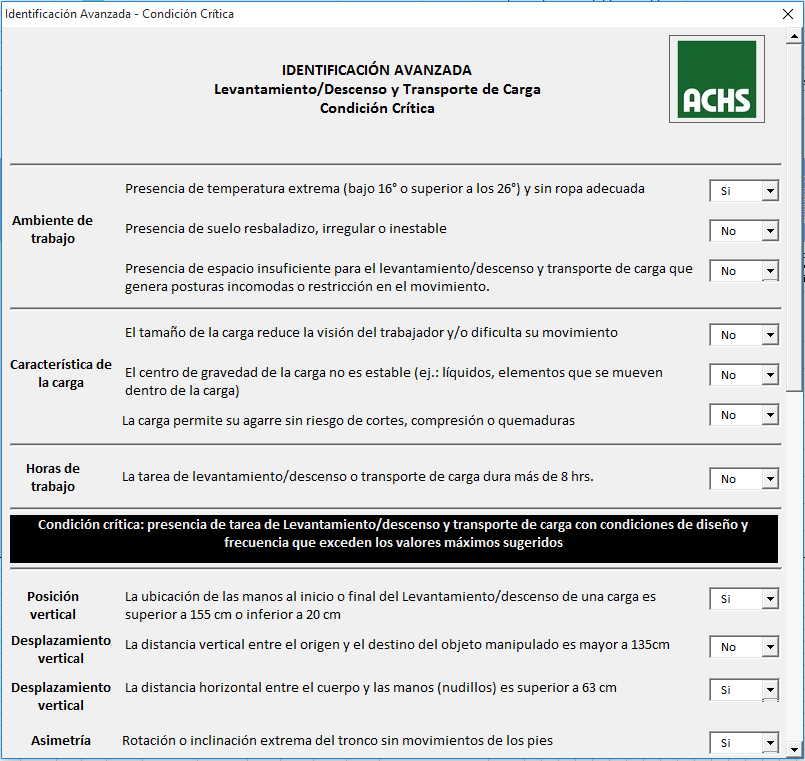 Identificación Avanzada - Condición Crítica
IDENTIFICACIÓN AVANZADA
Levantamiento/Descenso y Transporte de Carga
Condición Crítica
ACHS
Ambiente de
trabajo
Presencia de temperatura extrema (bajo 16° o superior a los 26°) y sin ropa adecuada
Si
Presencia de suelo resbaladizo, irregular o inestable
No
Presencia de espacio insuficiente para el levantamiento/descenso y transporte de carga que
genera posturas incomodas o restricción en el movimiento.
No
Característica de
la carga
El tamaño de la carga reduce la visión del trabajador y/o dificulta su movimiento
No
El centro de gravedad de la carga no es estable (ej.: líquidos, elementos que se mueven
dentro de la carga)
No
La carga permite su agarre sin riesgo de cortes, compresión o quemaduras
No
Horas de
trabajo
La tarea de levantamiento/descenso o transporte de carga dura más de 8 hrs.
No
Condición crítica: presencia de tarea de Levantamiento/descenso y transporte de carga con condiciones de diseño y
frecuencia que exceden los valores máximos sugeridos
Posición
vertical
La ubicación de las manos al inicio o final del Levantamiento/descenso de una carga es
superior a 155 cm o inferior a 20 cm
Si
Desplazamiento
vertical
La distancia vertical entre el origen y el destino del objeto manipulado es mayor a 135cm
No
Desplazamiento
vertical
La distancia horizontal entre el cuerpo y las manos (nudillos) es superior a 63 cm
Si
Asimetría
Rotación o inclinación extrema del tronco sin movimientos de los pies
Si